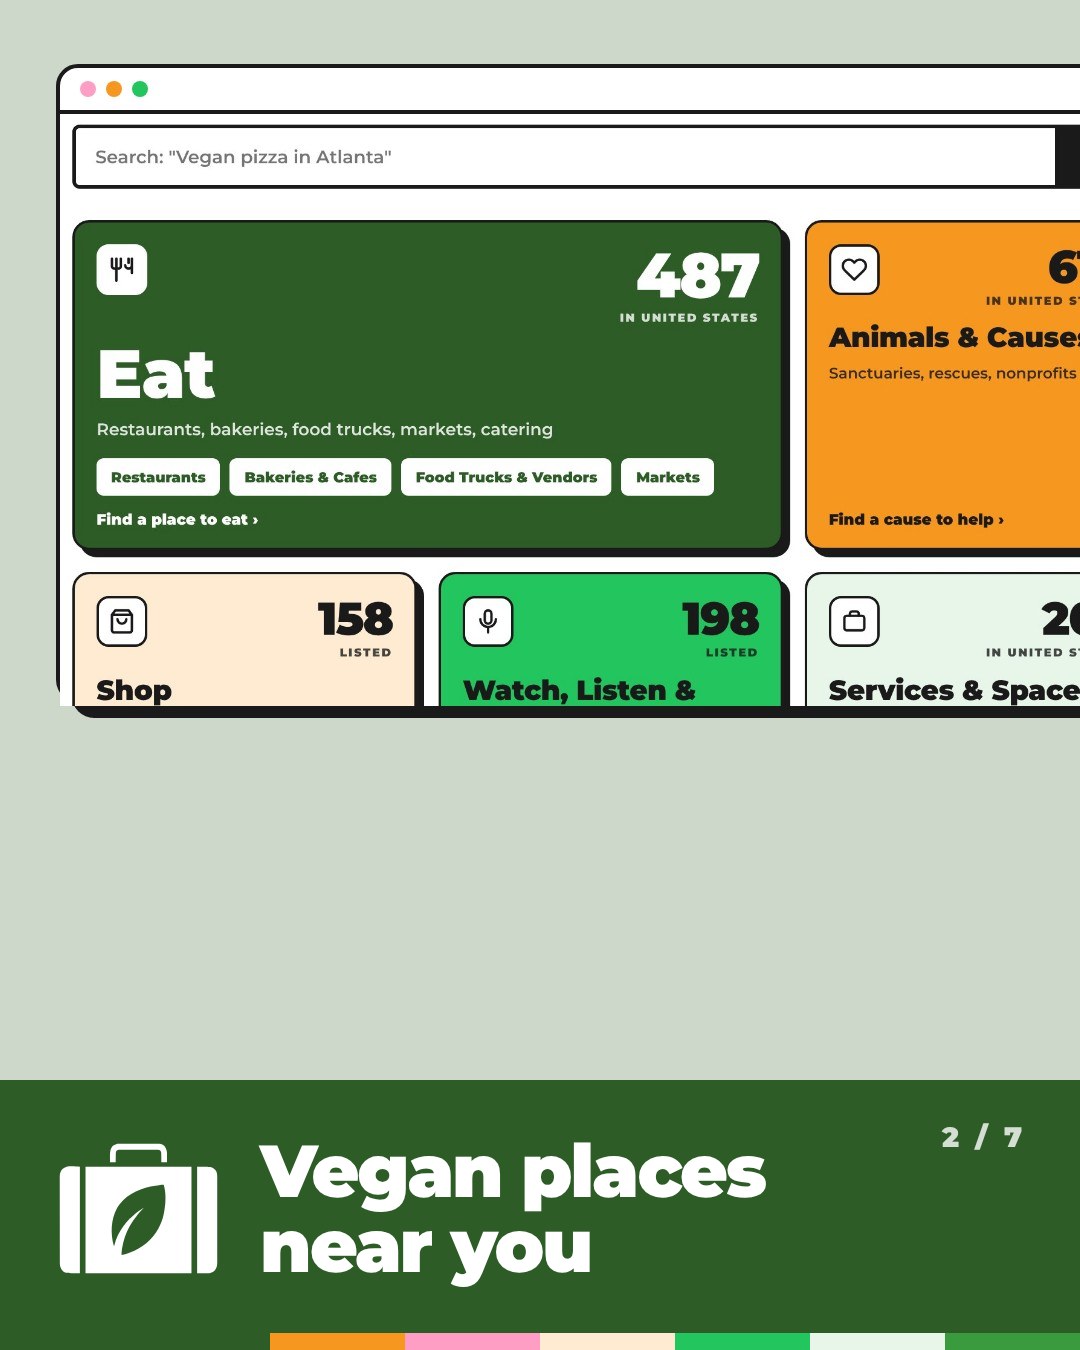 Search: "Vegan pizza in Atlanta"
487
IN UNITED STATES
Eat
Restaurants, bakeries, food trucks, markets, catering
Restaurants
Bakeries & Cafes
Food Trucks & Vendors
Markets
Find a place to eat ›
IN UNITED
Animals &
Sanctuaries, rescues, nonprofits
Find a cause to help ›
158
LISTED
Shop
198
LISTED
Watch, Listen &
IN UNITED
Services &
2 / 7
Vegan places
near you